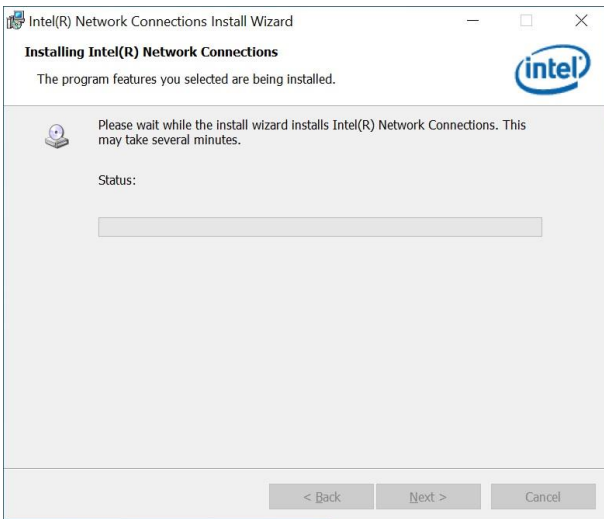 Intel(R) Network Connections Install Wizard
Installing Intel(R) Network Connections
The program features you selected are being installed.
intel
Please wait while the install wizard installs Intel(R) Network Connections. This
may take several minutes.
Status:
< Back Next > Cancel